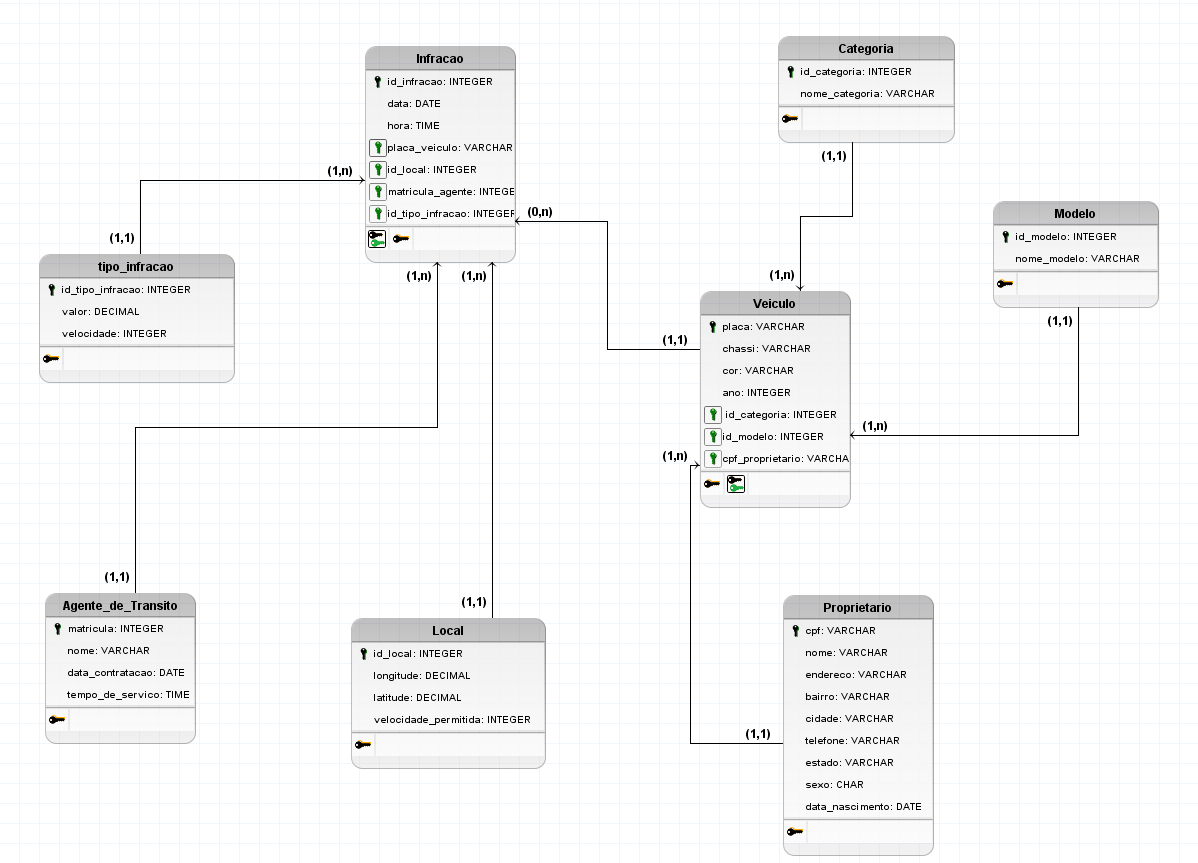 Infracao
id_infracao: INTEGER
data: DATE
hora: TIME
placa_veiculo: VARCHAR
id_local: INTEGER
matricula_agente: INTEGE
id_tipo_infracao: INTEGER
Categoria
id_categoria: INTEGER
nome_categoria: VARCHAR
(1,1)
(1,n)
(1,1)
(0,n)
(1,n)
(1,n)
Modelo
id_modelo: INTEGER
nome_modelo: VARCHAR
(1,1)
tipo_infracao
id_tipo_infracao: INTEGER
valor: DECIMAL
velocidade: INTEGER
(1,n)
Veiculo
placa: VARCHAR
chassi: VARCHAR
cor: VARCHAR
ano: INTEGER
id_categoria: INTEGER
id_modelo: INTEGER
cpf_proprietario: VARCHA
(1,1)
(1,n)
(1,n)
(1,1)
Agente_de_Transito
matricula: INTEGER
nome: VARCHAR
data_contratacao: DATE
tempo_de_servico: TIME
(1,1)
Local
id_local: INTEGER
longitude: DECIMAL
latitude: DECIMAL
velocidade_permitida: INTEGER
Proprietario
cpf: VARCHAR
nome: VARCHAR
endereco: VARCHAR
bairro: VARCHAR
cidade: VARCHAR
telefone: VARCHAR
estado: VARCHAR
sexo: CHAR
data_nascimento: DATE
(1,1)